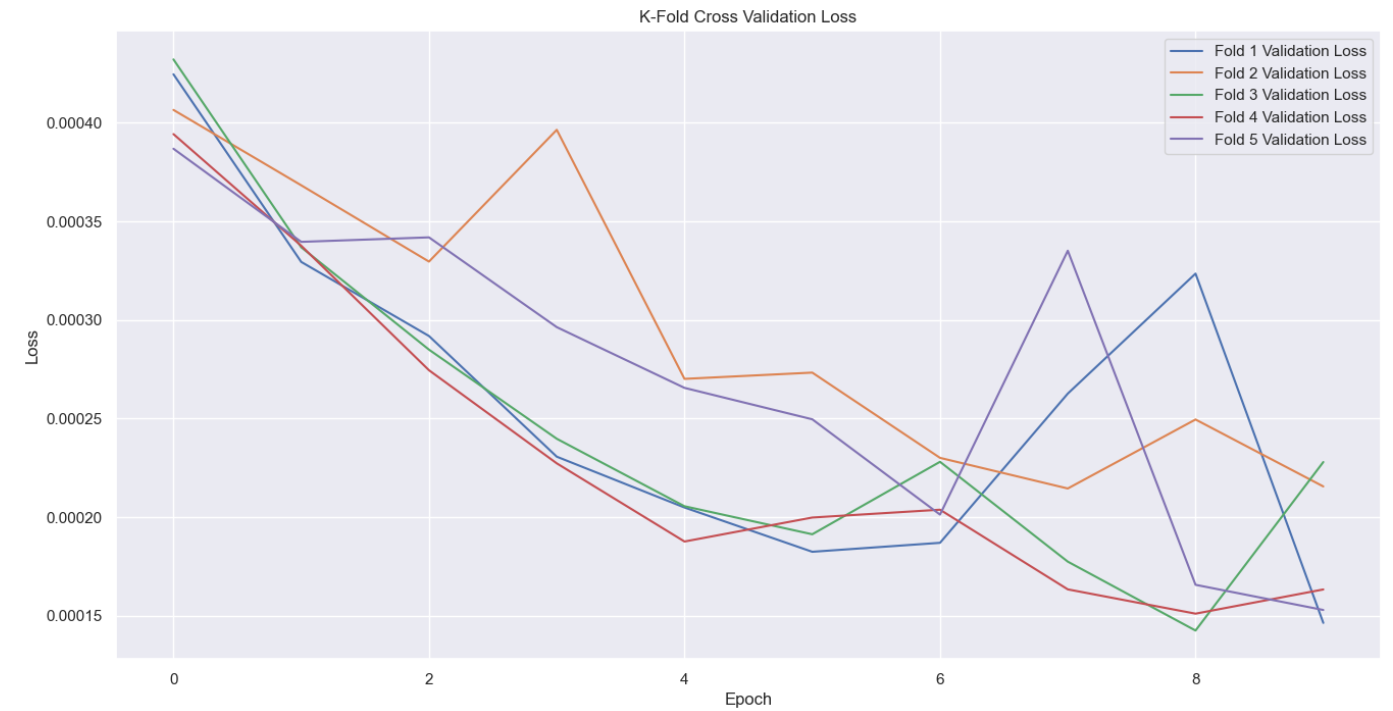 K-Fold Cross Validation Loss
Fold 1 Validation Loss
Fold 2 Validation Loss
Fold 3 Validation Loss
Fold 4 Validation Loss
Fold 5 Validation Loss
0.00040
0.00035
0.00030
0.00025
0.00020
0.00015
Loss
0 2 4 6 8
Epoch